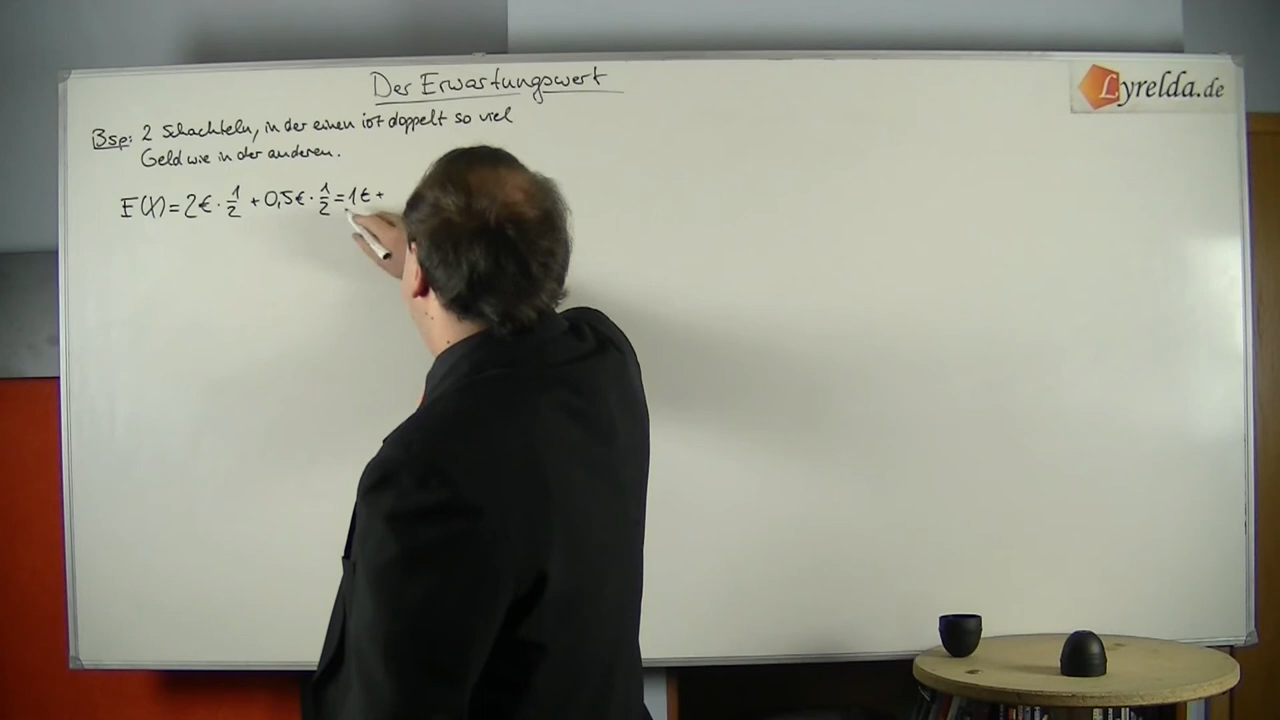 Der Erwartungswert
Lyrelda.de
Bsp: 2 Schachteln, in der einen ist doppelt so viel
Geld wie in der anderen.
E(X) = 2€ · 1/2 + 0,5€ · 1/2 = 1€ +